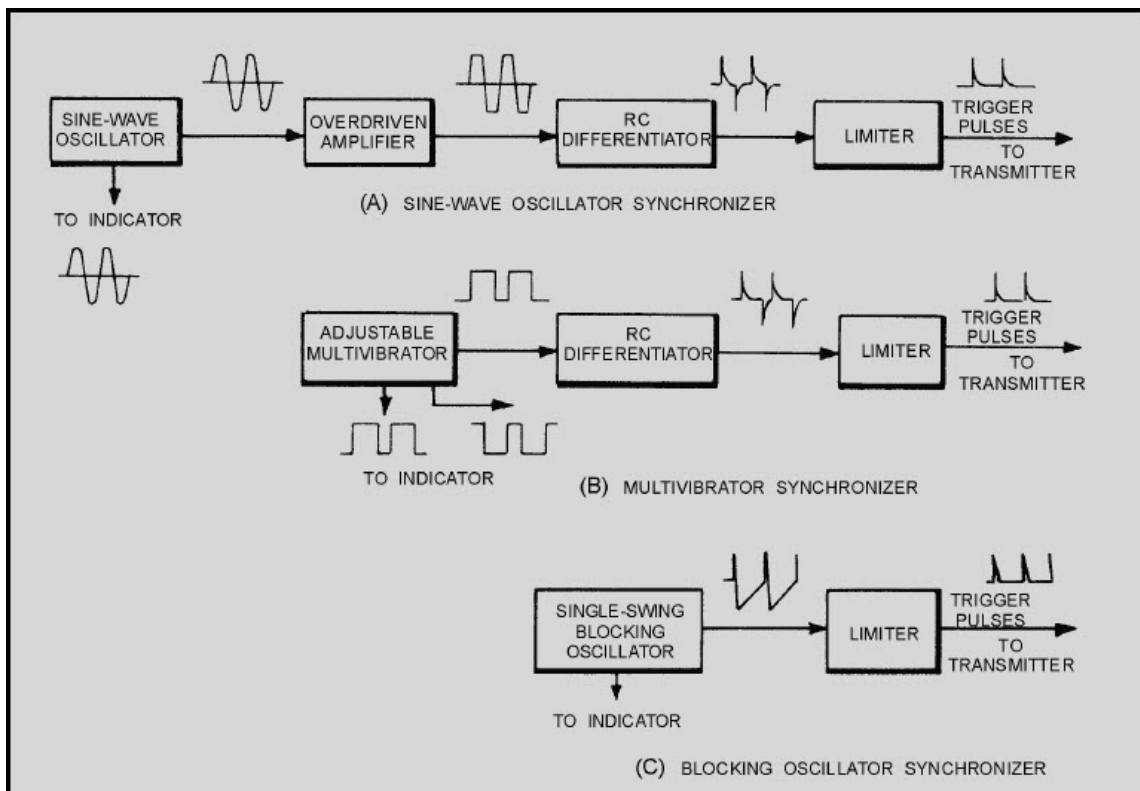 SINE-WAVE
OSCILLATOR
OVERDRIVEN
AMPLIFIER
RC
DIFFERENTIATOR
LIMITER
TRIGGER
PULSES
TO
TRANSMITTER
TO INDICATOR
(A) SINE-WAVE OSCILLATOR SYNCHRONIZER
ADJUSTABLE
MULTIVIBRATOR
RC
DIFFERENTIATOR
LIMITER
TRIGGER
PULSES
TO
TRANSMITTER
TO INDICATOR
(B) MULTIVIBRATOR SYNCHRONIZER
SINGLE-SWING
BLOCKING
OSCILLATOR
LIMITER
TRIGGER
PULSES
TO
TRANSMITTER
TO INDICATOR
(C) BLOCKING OSCILLATOR SYNCHRONIZER